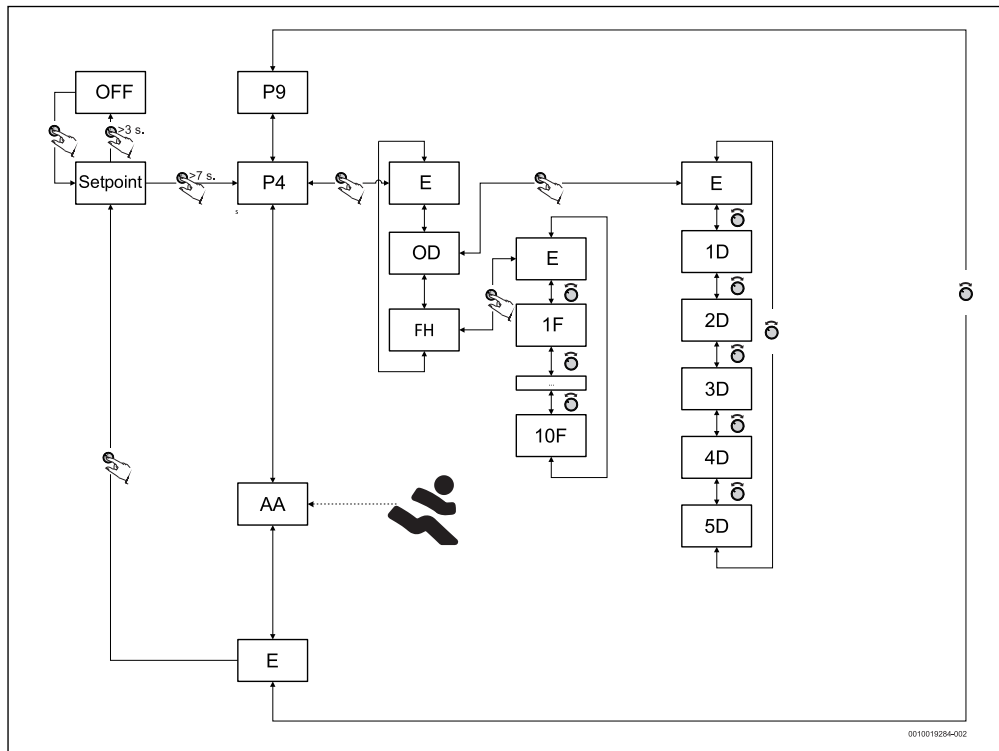 OFF
P9
>3 s.
Setpoint
>7 s.
P4
s
E
E
OD
E
1D
FH
1F
2D
...
3D
10F
4D
AA
5D
E
0010019284-002